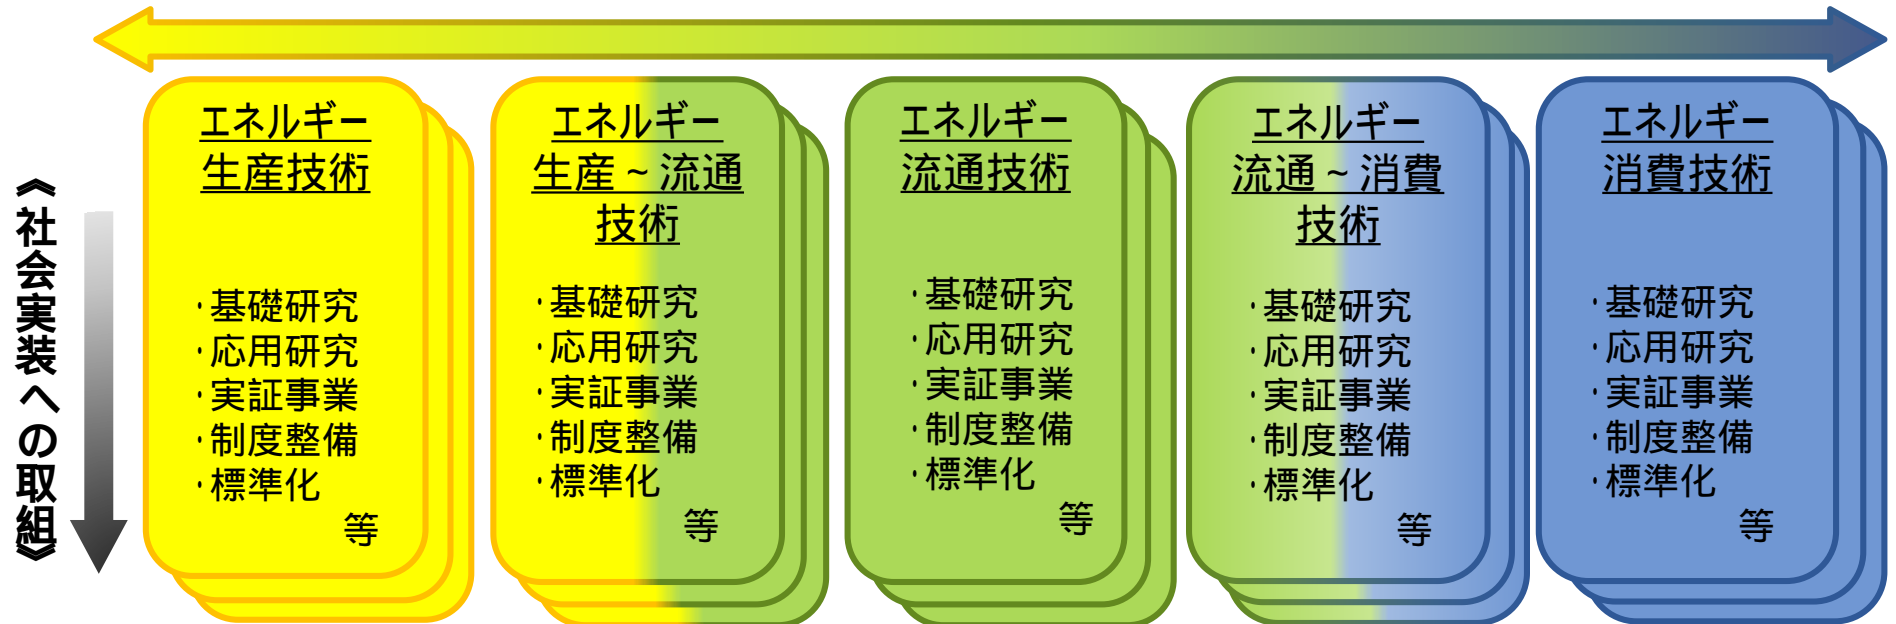 《社会実装への取組》
エネルギー
生産技術
・基礎研究
・応用研究
・実証事業
・制度整備
・標準化
等
エネルギー
生産~流通
技術
・基礎研究
・応用研究
・実証事業
・制度整備
・標準化
等
エネルギー
流通技術
・基礎研究
・応用研究
・実証事業
・制度整備
・標準化
等
エネルギー
流通~消費
技術
・基礎研究
・応用研究
・実証事業
・制度整備
・標準化
等
エネルギー
消費技術
・基礎研究
・応用研究
・実証事業
・制度整備
・標準化
等